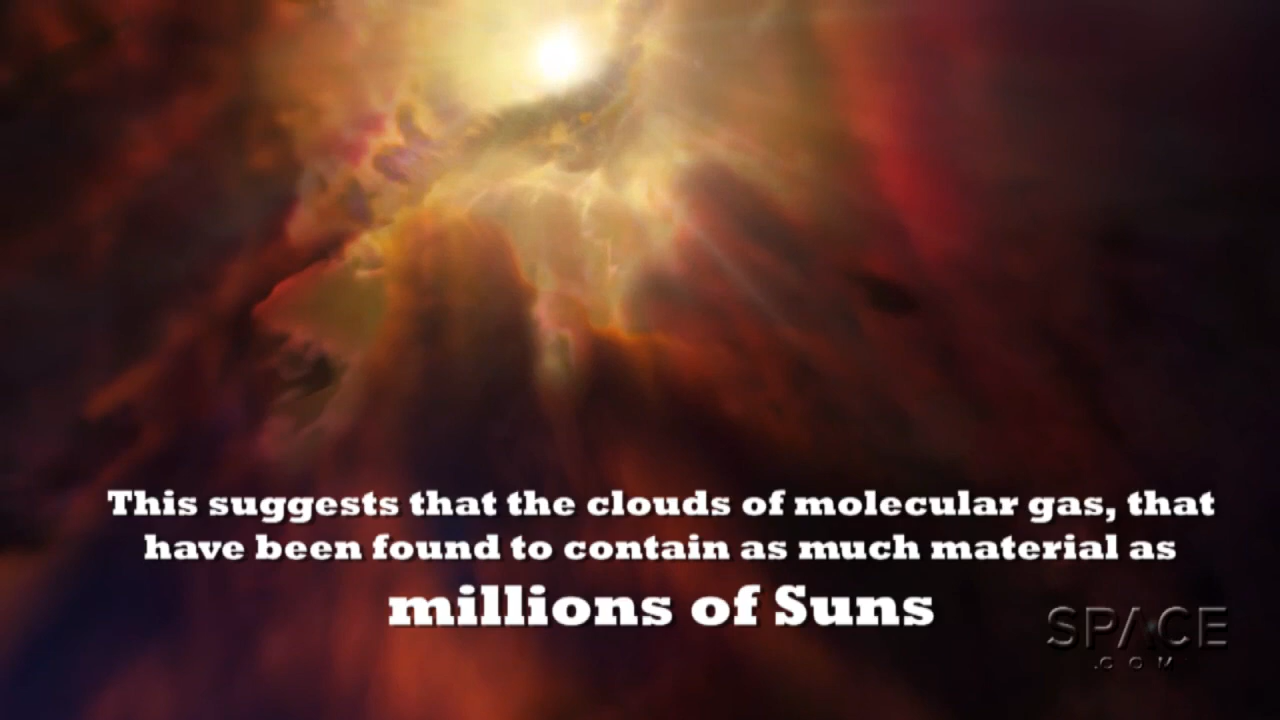 This suggests that the clouds of molecular gas, that
have been found to contain as much material as
millions of Suns
SPACE
.COM